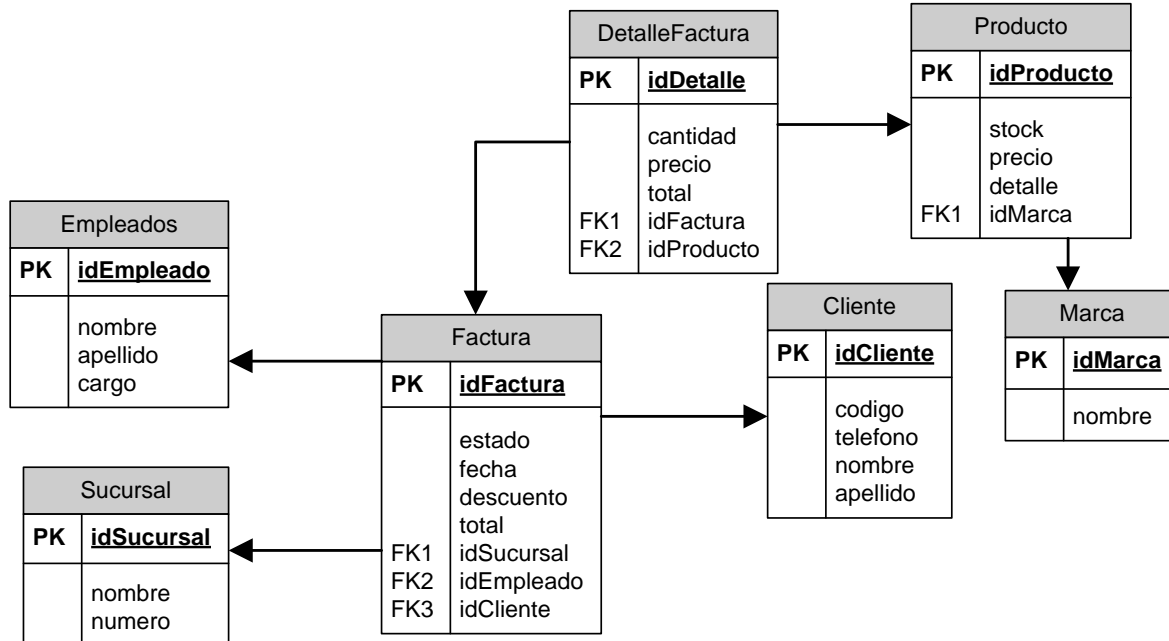 DetalleFactura
PK idDetalle
cantidad
precio
total
FK1 idFactura
FK2 idProducto
Producto
PK idProducto
stock
precio
detalle
FK1 idMarca
Empleados
PK idEmpleado
nombre
apellido
cargo
Factura
PK idFactura
estado
fecha
descuento
total
FK1 idSucursal
FK2 idEmpleado
FK3 idCliente
Cliente
PK idCliente
codigo
telefono
nombre
apellido
Marca
PK idMarca
nombre
Sucursal
PK idSucursal
nombre
numero